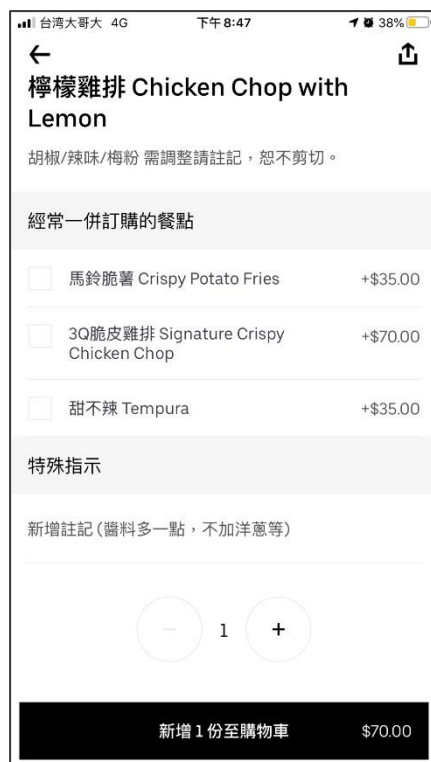 台湾大哥大 4G 下午 8:47 38%
檸檬雞排 Chicken Chop with
Lemon
胡椒/辣味/梅粉 需調整請註記，恕不剪切。
經常一併訂購的餐點
馬鈴脆薯 Crispy Potato Fries +$35.00
3Q脆皮雞排 Signature Crispy +$70.00
Chicken Chop
甜不辣 Tempura +$35.00
特殊指示
新增註記 (醬料多一點，不加洋蔥等)
1
新增 1 份至購物車 $70.00